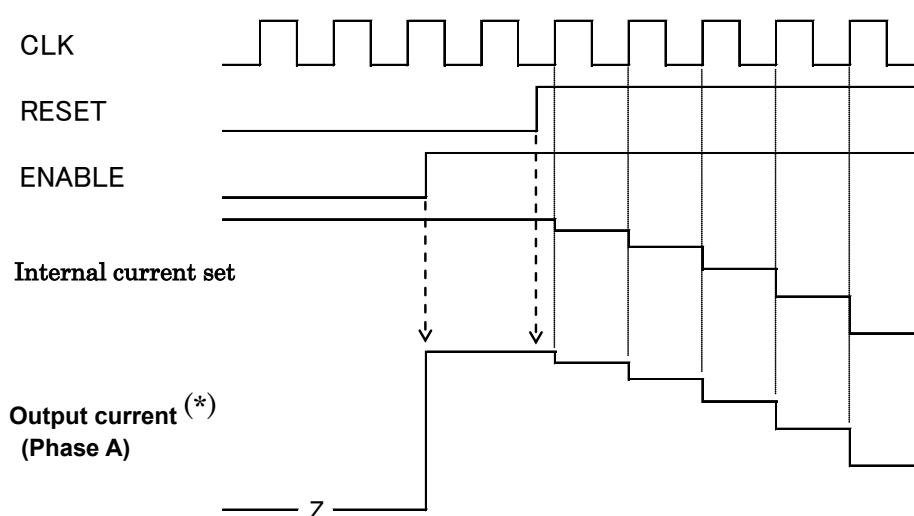 CLK
RESET
ENABLE
Internal current set
Output current (*)
(Phase A)
Z